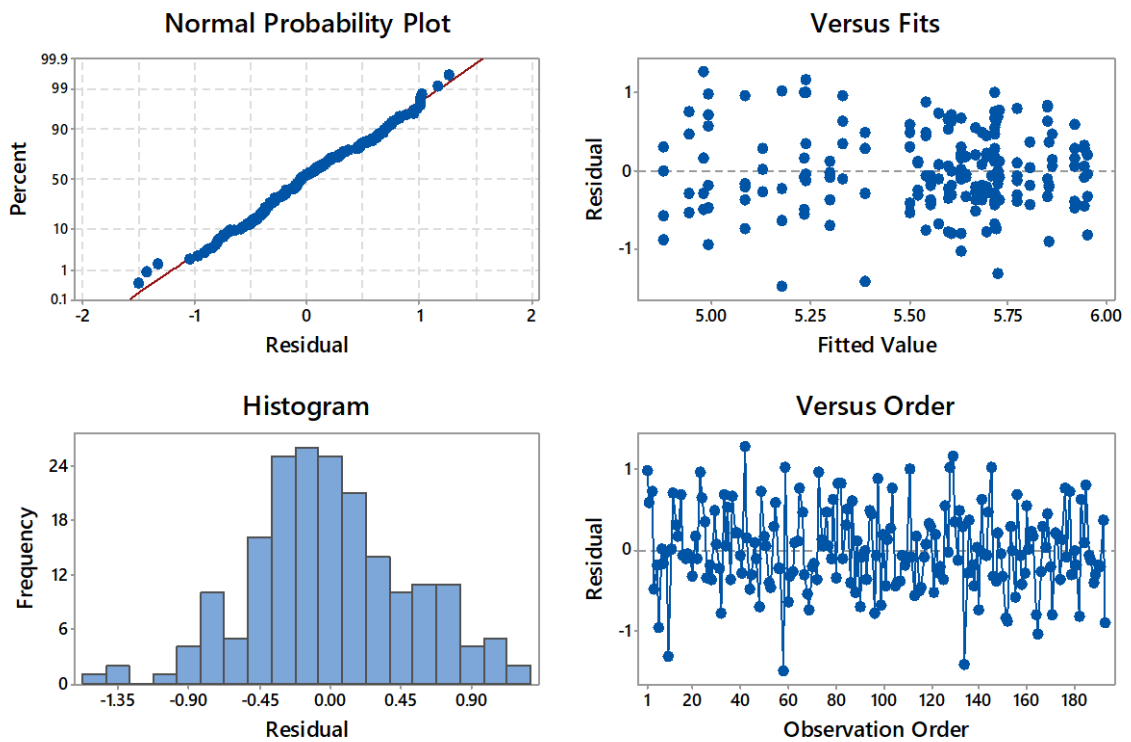 Normal Probability Plot
99.9
99
90
50
10
1
0.1
Percent
-2 -1 0 1 2
Residual
Versus Fits
1
0
-1
Residual
5.00 5.25 5.50 5.75 6.00
Fitted Value
Histogram
24
18
12
6
0
Frequency
-1.35 -0.90 -0.45 0.00 0.45 0.90
Residual
Versus Order
1
0
-1
Residual
1 20 40 60 80 100 120 140 160 180
Observation Order